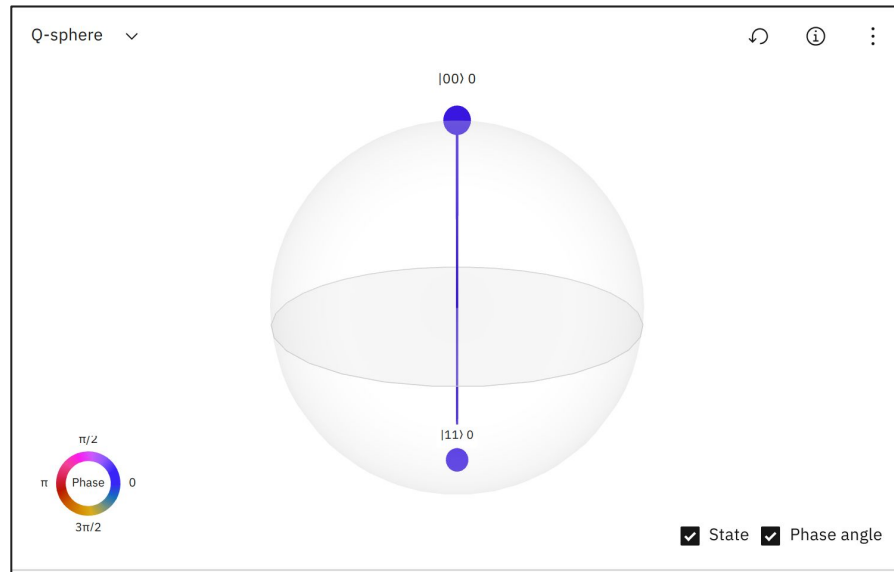 Q-sphere
|00⟩ 0
|11⟩ 0
π/2
π Phase 0
3π/2
State Phase angle